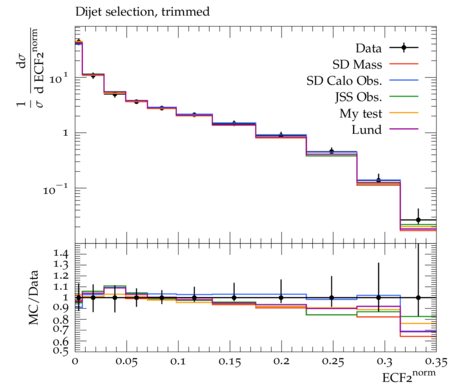 Dijet selection, trimmed
1/σ dσ/d ECF2^norm
10^1
1
10^−1
Data
SD Mass
SD Calo Obs.
JSS Obs.
My test
Lund
MC/Data
1.4
1.3
1.2
1.1
1
0.9
0.8
0.7
0.6
0.5
0 0.05 0.1 0.15 0.2 0.25 0.3 0.35
ECF2^norm